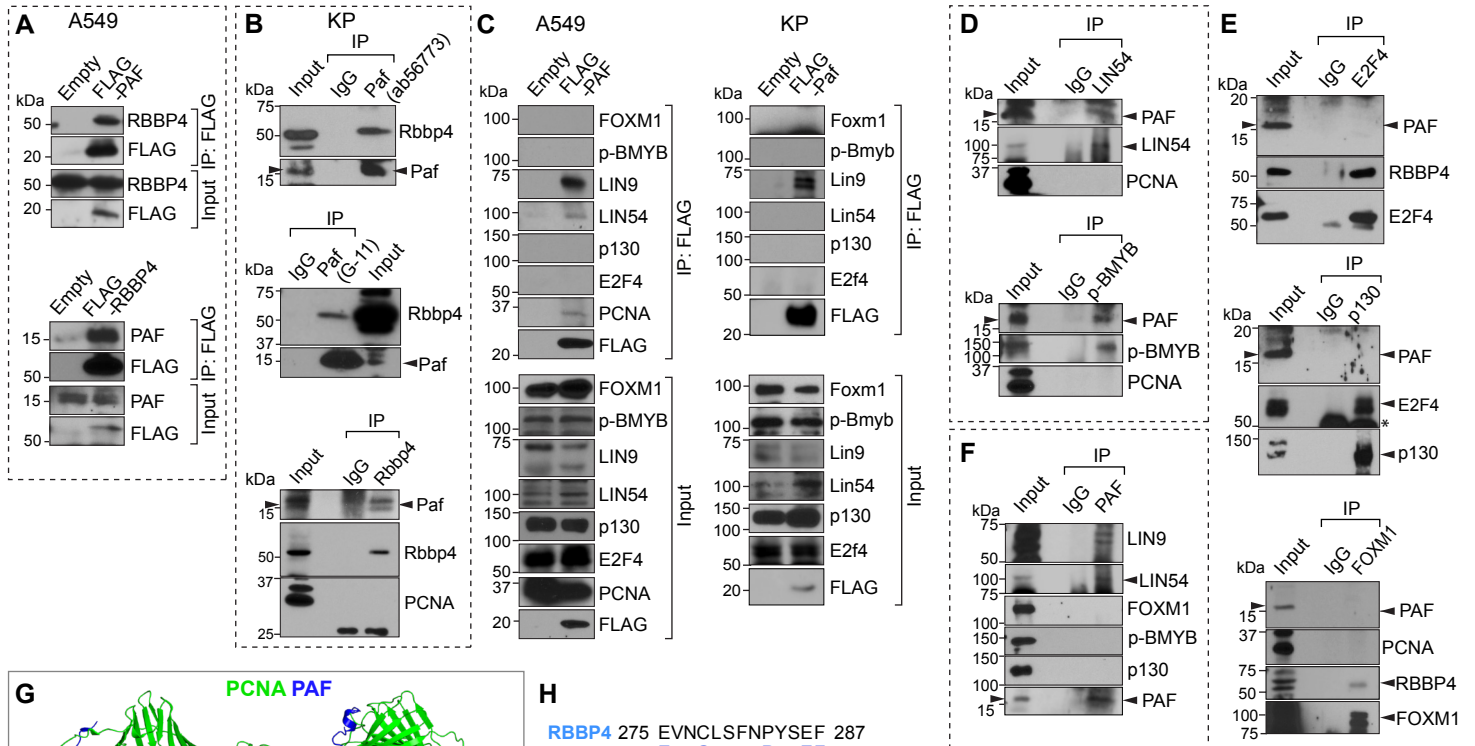 A
A549
Empty
FLAG
-PAF
kDa
50
RBBP4
20
FLAG
IP: FLAG
50
RBBP4
20
FLAG
Input
Empty
FLAG
-RBBP4
15
PAF
50
FLAG
IP: FLAG
15
PAF
50
FLAG
Input
B
KP
IP
Input
IgG
Paf
(ab56773)
kDa
75
50
Rbbp4
15
Paf
IP
IgG
Paf
(G-11)
Input
kDa
75
50
Rbbp4
37
15
Paf
IP
Input
IgG
Rbbp4
kDa
15
Paf
50
Rbbp4
37
PCNA
25
C
A549
Empty
FLAG
-PAF
kDa
100
FOXM1
100
p-BMYB
75
LIN9
100
LIN54
150
p130
100
E2F4
50
37
PCNA
20
FLAG
IP: FLAG
100
FOXM1
100
p-BMYB
75
LIN9
100
LIN54
150
100
p130
50
E2F4
37
PCNA
20
FLAG
Input
KP
Empty
FLAG
-Paf
kDa
100
Foxm1
100
p-Bmyb
75
Lin9
100
Lin54
150
p130
100
E2f4
50
37
FLAG
20
IP: FLAG
100
Foxm1
100
p-Bmyb
75
Lin9
100
Lin54
150
100
p130
50
E2f4
20
FLAG
Input
D
IP
Input
IgG
LIN54
kDa
15
PAF
100
75
LIN54
37
PCNA
IP
Input
IgG
p-BMYB
kDa
15
PAF
150
100
p-BMYB
37
PCNA
E
IP
Input
IgG
E2F4
kDa
20
15
PAF
50
RBBP4
75
50
E2F4
IP
Input
IgG
p130
kDa
20
15
PAF
E2F4
50
*
150
p130
IP
Input
IgG
FOXM1
kDa
15
PAF
37
PCNA
75
50
RBBP4
100
75
FOXM1
F
IP
Input
IgG
PAF
kDa
75
50
LIN9
100
75
LIN54
100
FOXM1
150
p-BMYB
150
100
p130
15
PAF
G
PCNA PAF
H
RBBP4 275 EVNCLSFNPYSEF 287